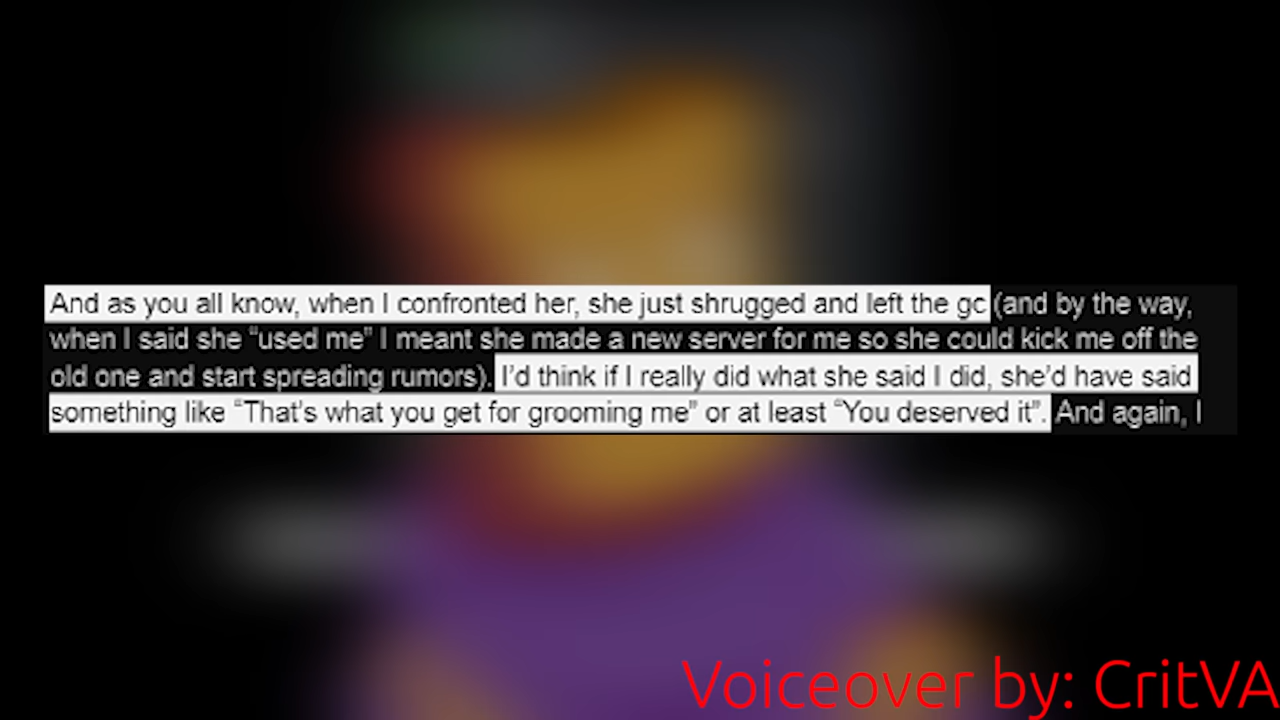 And as you all know, when I confronted her, she just shrugged and left the gc (and by the way,
when I said she “used me” I meant she made a new server for me so she could kick me off the
old one and start spreading rumors). I’d think if I really did what she said I did, she’d have said
something like “That’s what you get for grooming me” or at least “You deserved it”. And again, I
Voiceover by: CritVA